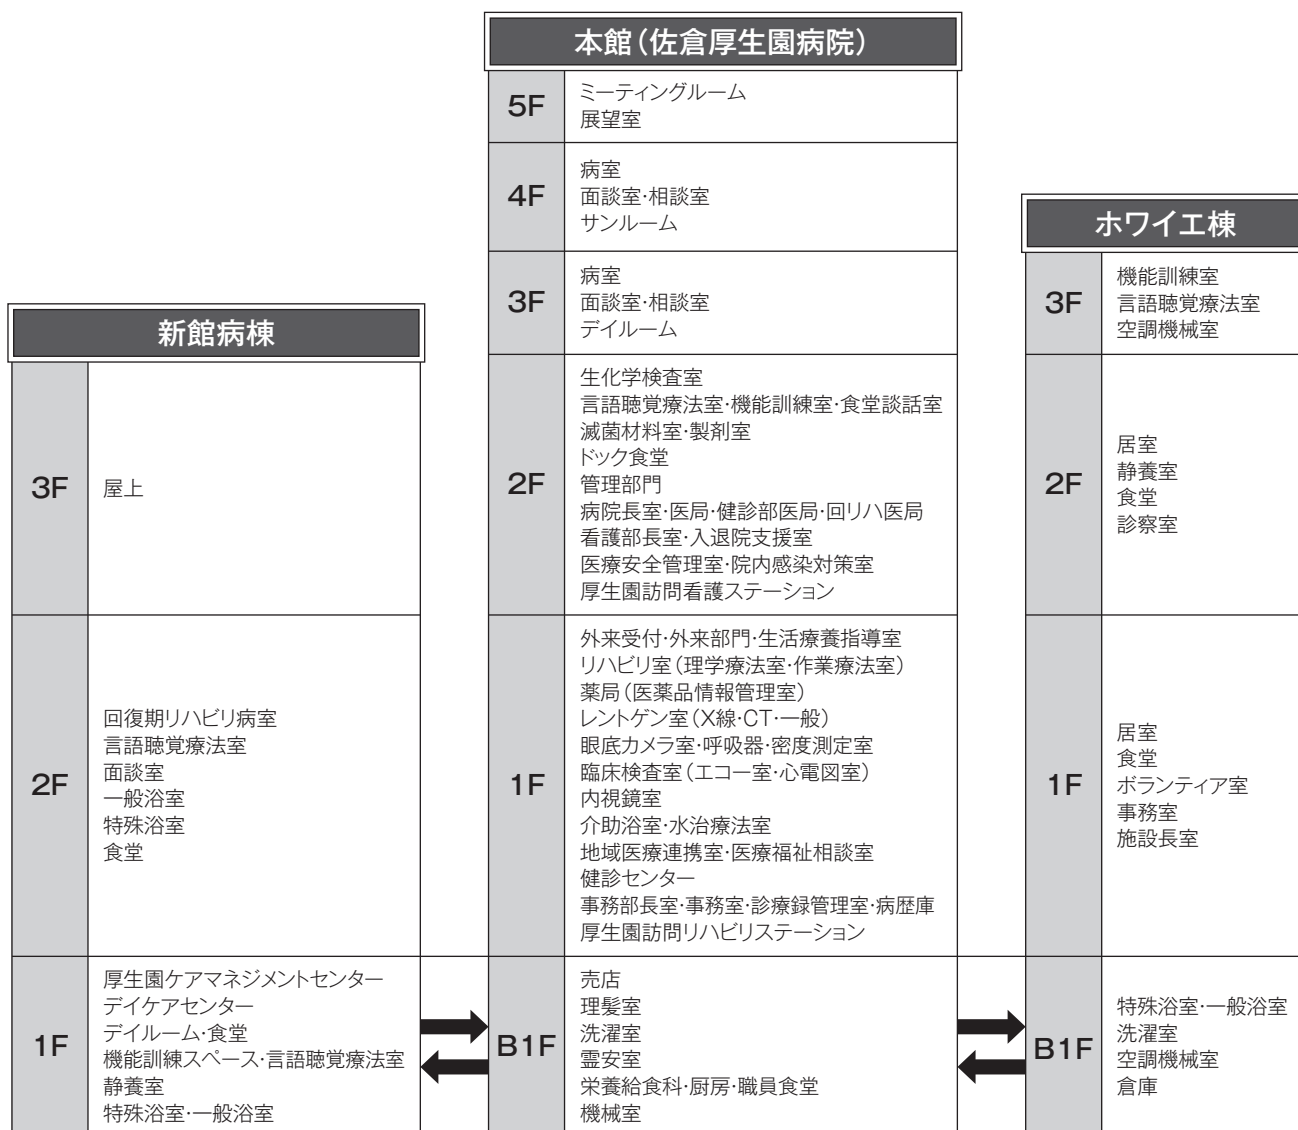 本館（佐倉厚生園病院）
5F
ミーティングルーム
展望室
4F
病室
面談室・相談室
サンルーム
3F
病室
面談室・相談室
デイルーム
2F
生化学検査室
言語聴覚療法室・機能訓練室・食堂談話室
滅菌材料室・製剤室
ドック食堂
管理部門
病院長室・医局・健診部医局・回リハ医局
看護部長室・入退院支援室
医療安全管理室・院内感染対策室
厚生園訪問看護ステーション
1F
外来受付・外来部門・生活療養指導室
リハビリ室（理学療法室・作業療法室）
薬局（医薬品情報管理室）
レントゲン室（X線・CT・一般）
眼底カメラ室・呼吸器・密度測定室
臨床検査室（エコー室・心電図室）
内視鏡室
介助浴室・水治療法室
地域医療連携室・医療福祉相談室
健診センター
事務部長室・事務室・診療録管理室・病歴庫
厚生園訪問リハビリステーション
B1F
売店
理髪室
洗濯室
霊安室
栄養給食科・厨房・職員食堂
機械室
新館病棟
3F
屋上
2F
回復期リハビリ病室
言語聴覚療法室
面談室
一般浴室
特殊浴室
食堂
1F
厚生園ケアマネジメントセンター
デイケアセンター
デイルーム・食堂
機能訓練スペース・言語聴覚療法室
静養室
特殊浴室・一般浴室
ホワイエ棟
3F
機能訓練室
言語聴覚療法室
空調機械室
2F
居室
静養室
食堂
診察室
1F
居室
食堂
ボランティア室
事務室
施設長室
B1F
特殊浴室・一般浴室
洗濯室
空調機械室
倉庫